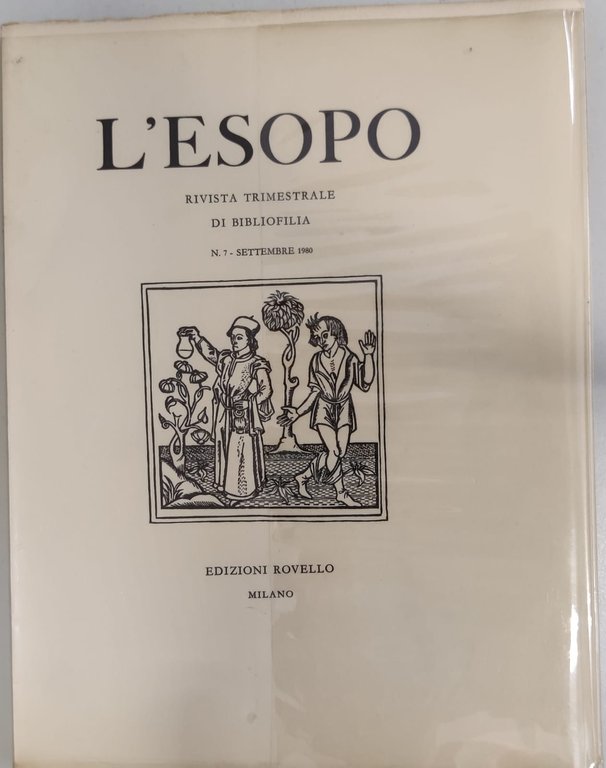 L'ESOPO
RIVISTA TRIMESTRALE
DI BIBLIOFILIA
N. 7 - SETTEMBRE 1980
EDIZIONI ROVELLO
MILANO